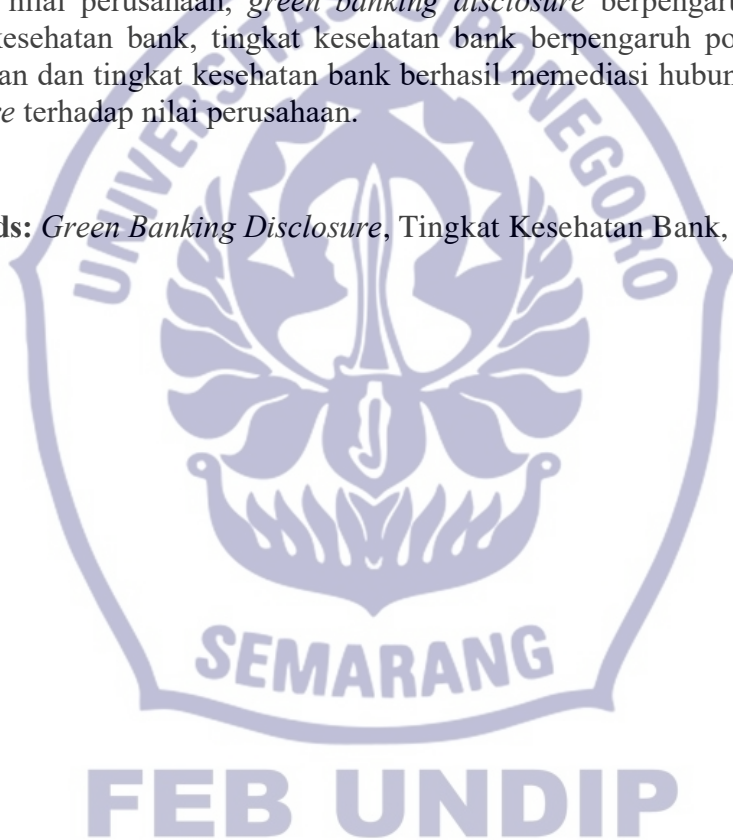 nilai perusahaan, green banking disclosure berpengaru
kesehatan bank, tingkat kesehatan bank berpengaruh po
an dan tingkat kesehatan bank berhasil memediasi hubun
re terhadap nilai perusahaan.
ds: Green Banking Disclosure, Tingkat Kesehatan Bank,
UNIVERSITAS DIPONEGORO
SEMARANG
FEB UNDIP